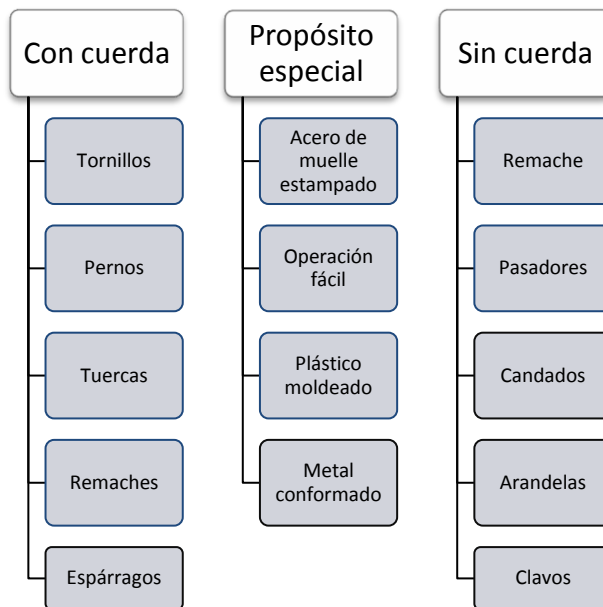 Con cuerda
Tornillos
Pernos
Tuercas
Remaches
Espárragos
Propósito
especial
Acero de
muelle
estampado
Operación
fácil
Plástico
moldeado
Metal
conformado
Sin cuerda
Remache
Pasadores
Candados
Arandelas
Clavos